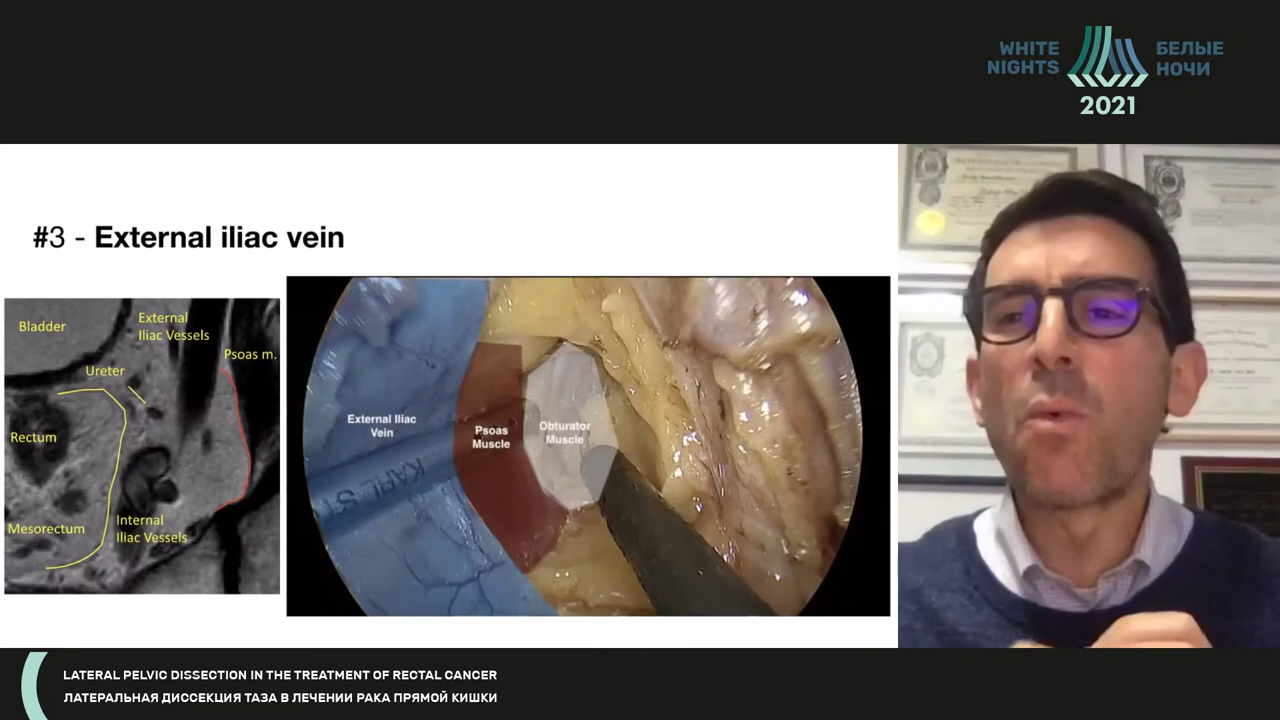 WHITE NIGHTS
БЕЛЫЕ НОЧИ
2021
#3 - External iliac vein
Bladder
External
Iliac Vessels
Psoas m.
Ureter
Rectum
Mesorectum
Internal
Iliac Vessels
External Iliac
Vein
Psoas
Muscle
Obturator
Muscle
KARL ST
LATERAL PELVIC DISSECTION IN THE TREATMENT OF RECTAL CANCER
ЛАТЕРАЛЬНАЯ ДИССЕКЦИЯ ТАЗА В ЛЕЧЕНИИ РАКА ПРЯМОЙ КИШКИ